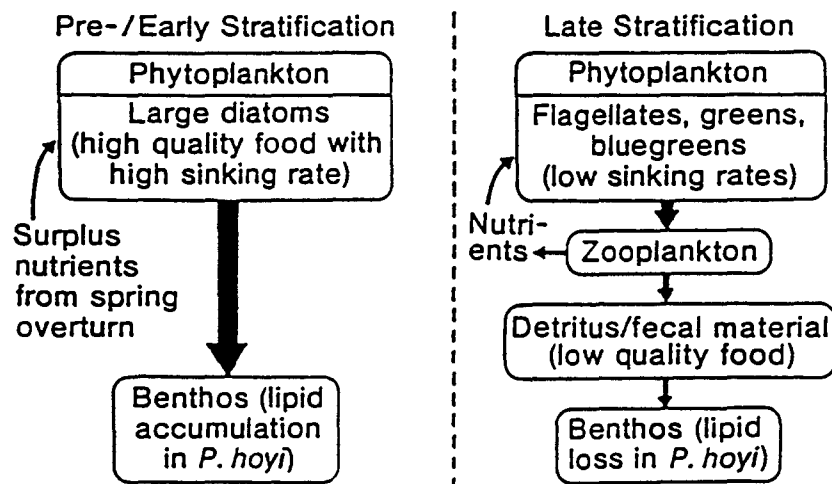 Pre-/Early Stratification
Phytoplankton
Large diatoms
(high quality food with
high sinking rate)
Surplus
nutrients
from spring
overturn
Benthos (lipid
accumulation
in P. hoyi)
Late Stratification
Phytoplankton
Flagellates, greens,
bluegreens
(low sinking rates)
Nutri-
ents
Zooplankton
Detritus/fecal material
(low quality food)
Benthos (lipid
loss in P. hoyi)